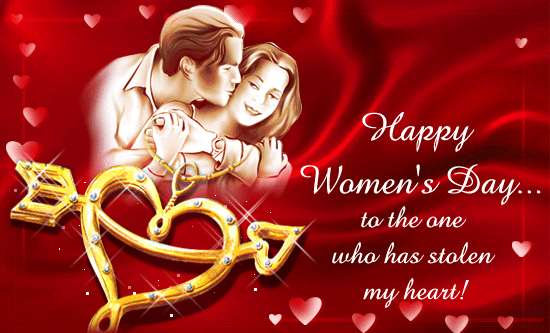 Happy
Women's Day...
to the one
who has stolen
my heart!